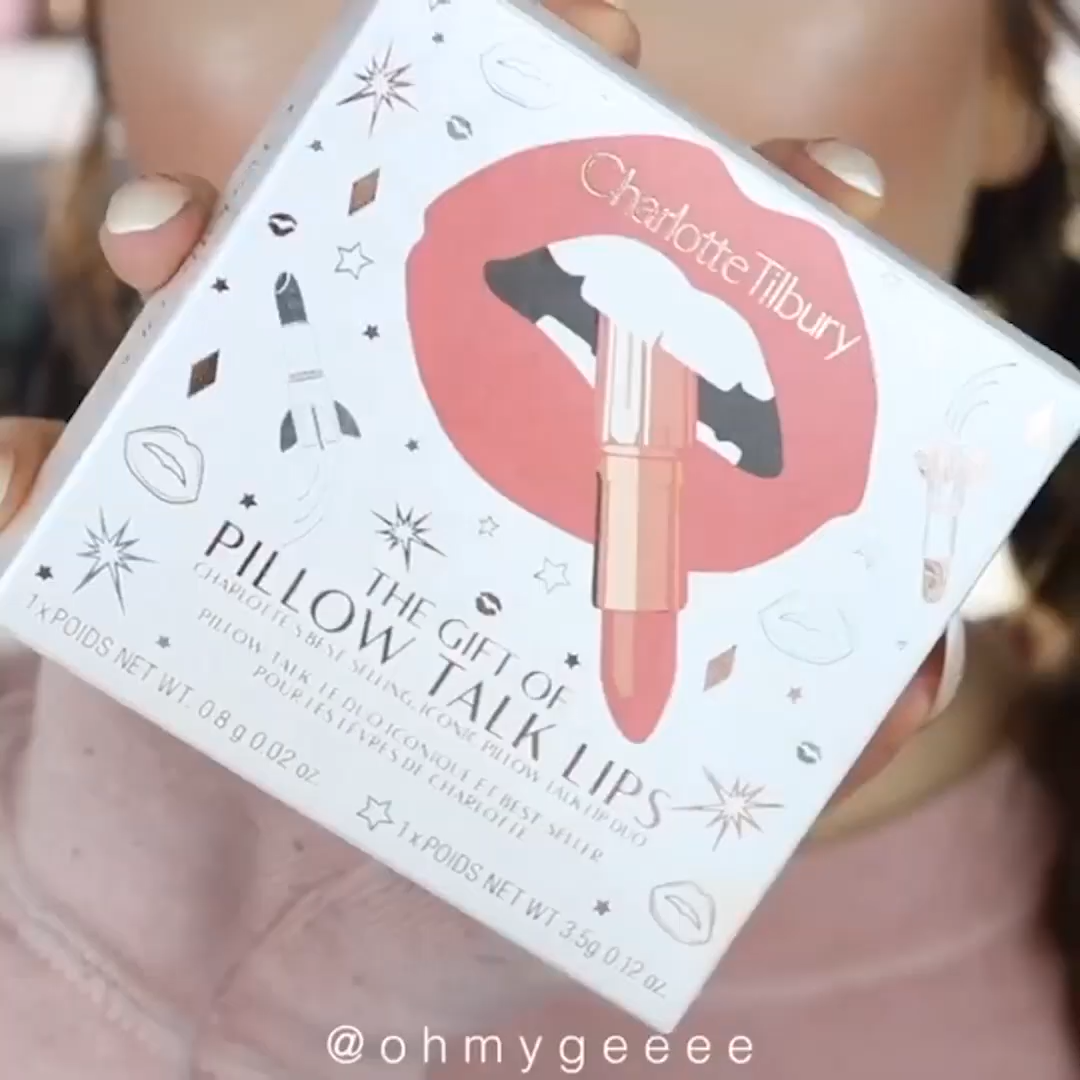 Charlotte Tilbury
THE GIFT OF
PILLOW TALK LIPS
CHARLOTTE'S BEST SELLING, ICONIC PILLOW TALK LIP DUO
PILLOW TALK, LE DUO ICONIQUE ET BEST SELLER
POUR LES LÈVRES DE CHARLOTTE
1 x POIDS NET WT. 0.8 g 0.02 oz.
1 x POIDS NET WT 3.5g 0.12 oz.
@ohmygeeee